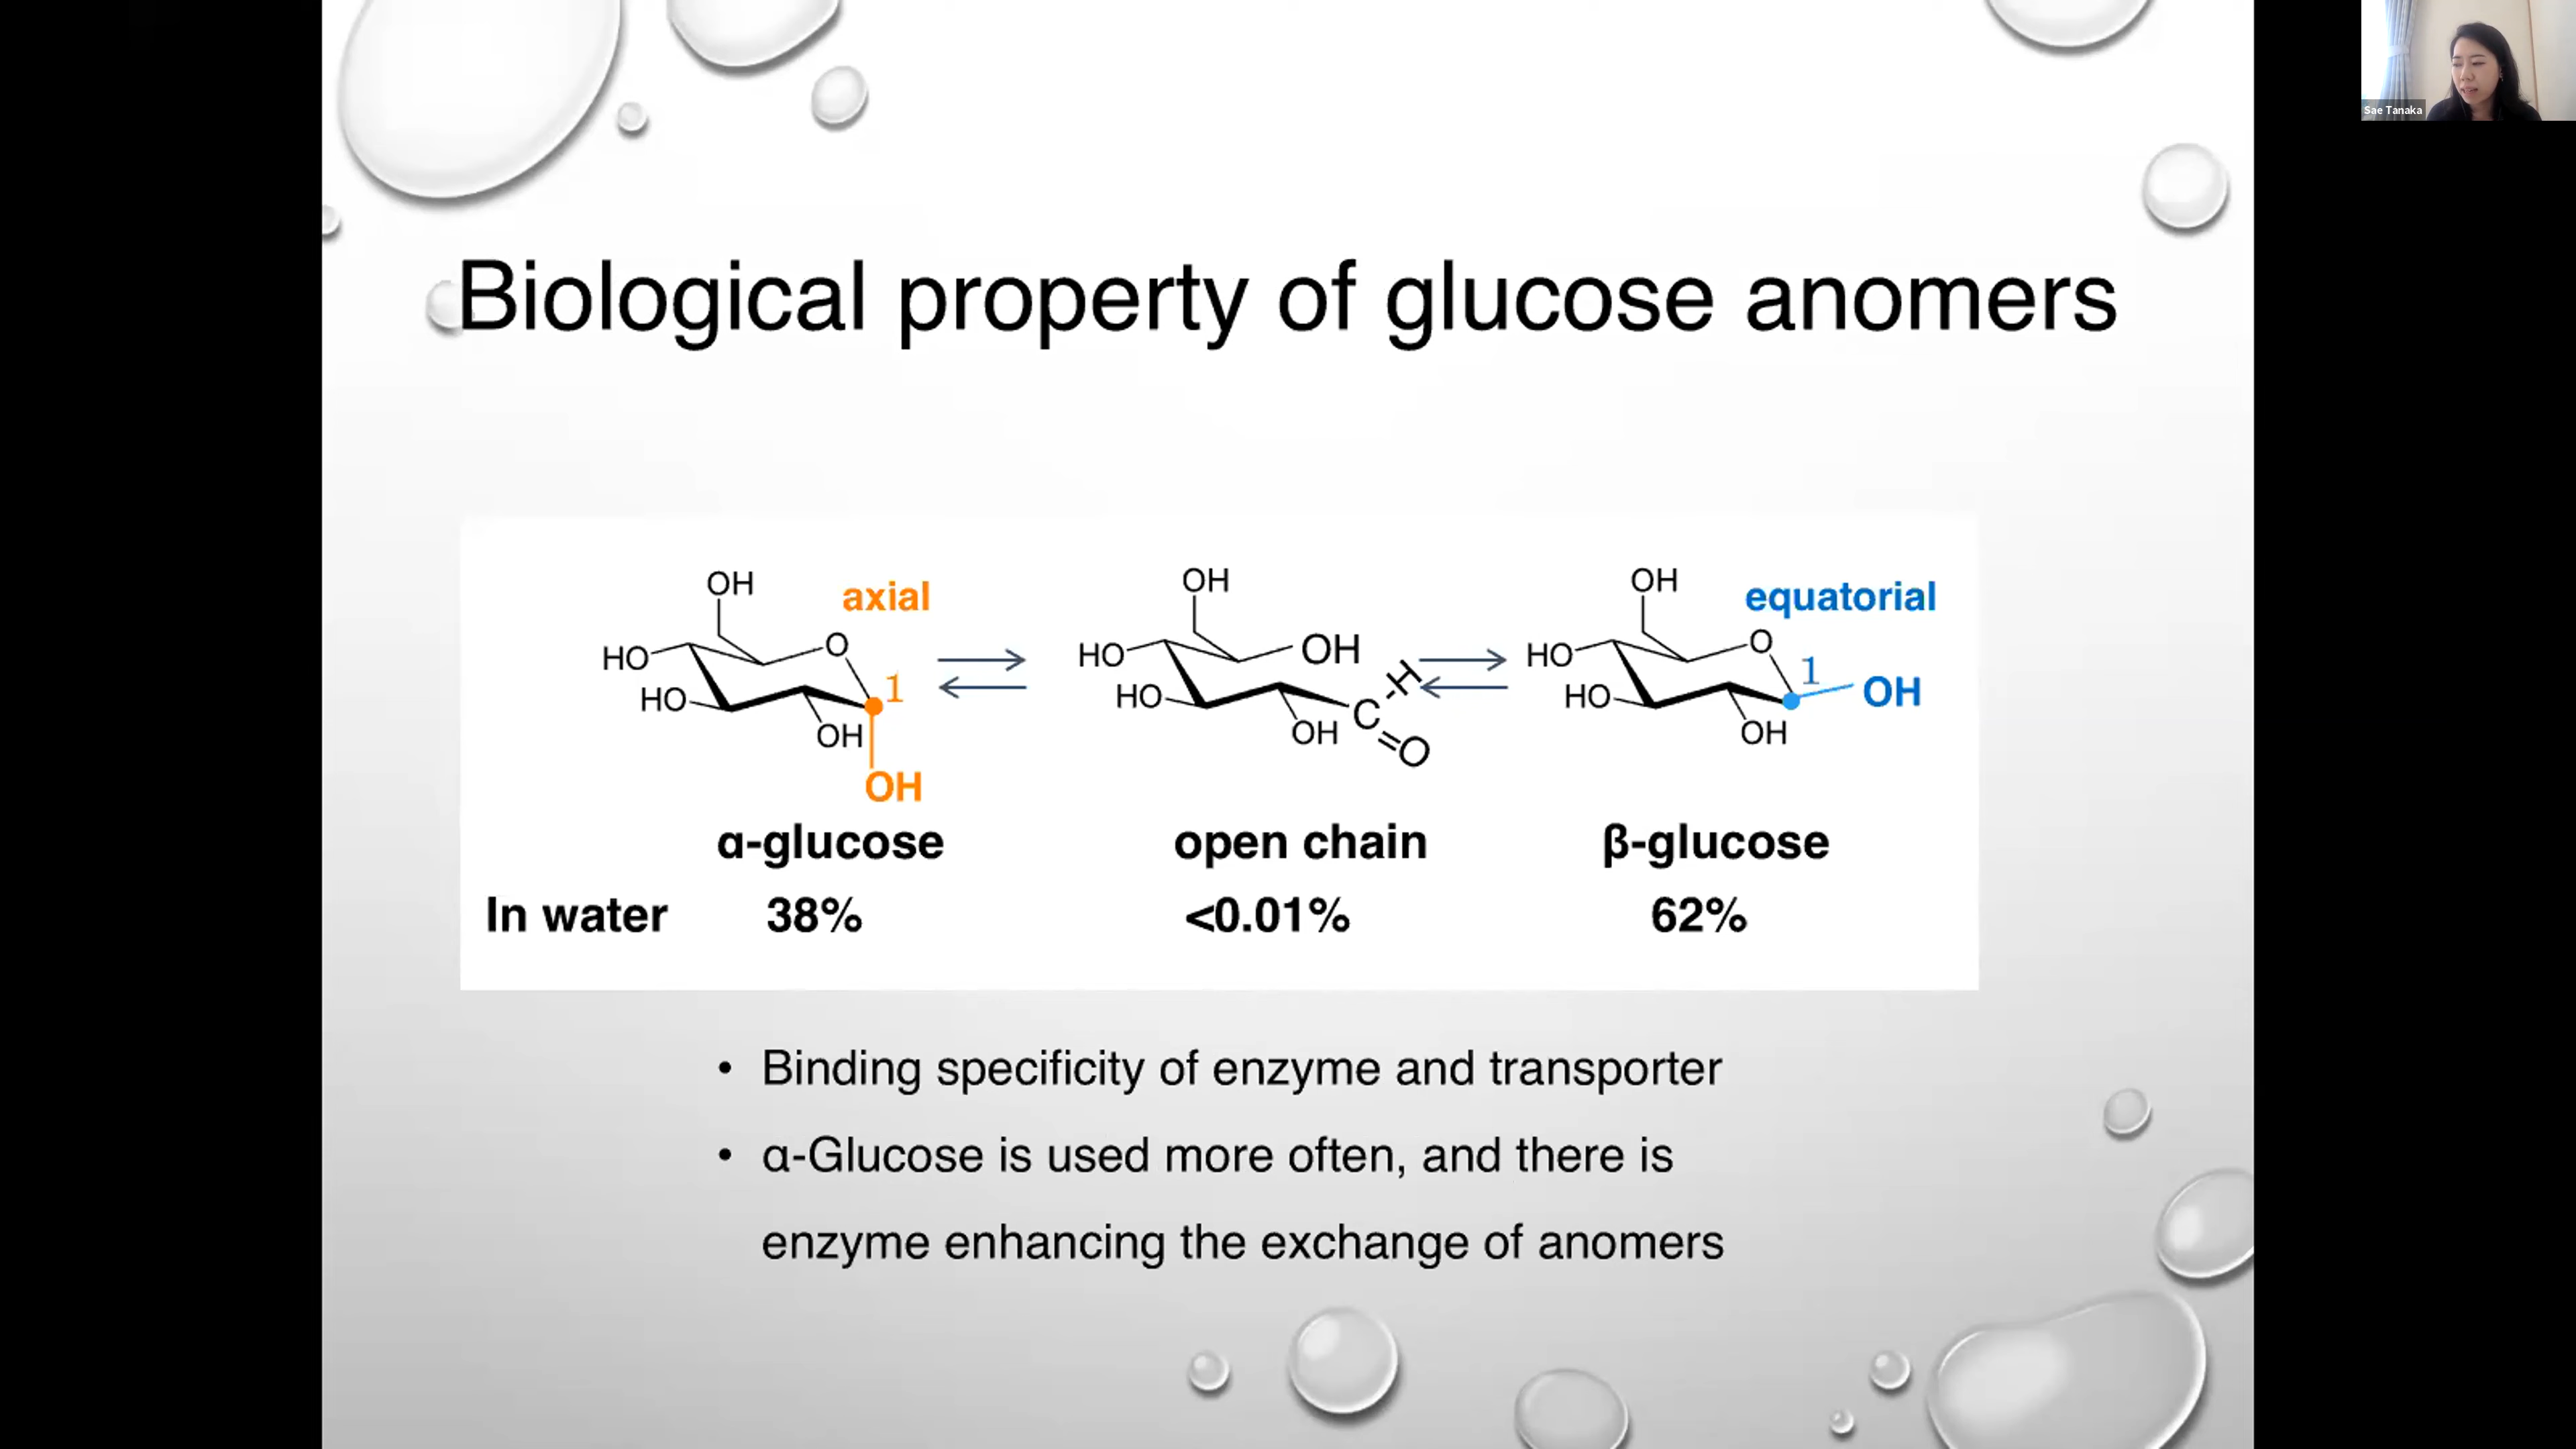 Sae Tanaka
Biological property of glucose anomers
OH axial OH OH equatorial
HO O HO OH HO O
HO 1 HO H HO 1 OH
OH OH C OH
OH O
α-glucose open chain β-glucose
In water 38% <0.01% 62%
• Binding specificity of enzyme and transporter
• α-Glucose is used more often, and there is
enzyme enhancing the exchange of anomers